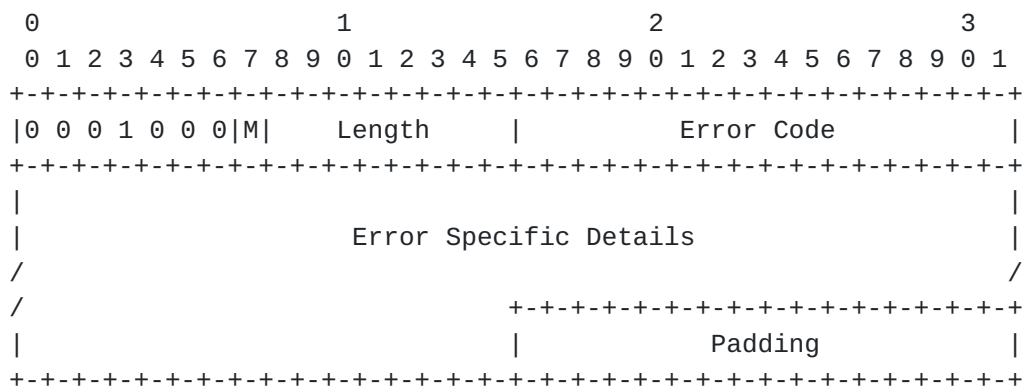 0                   1                   2                   3
 0 1 2 3 4 5 6 7 8 9 0 1 2 3 4 5 6 7 8 9 0 1 2 3 4 5 6 7 8 9 0 1
+-+-+-+-+-+-+-+-+-+-+-+-+-+-+-+-+-+-+-+-+-+-+-+-+-+-+-+-+-+-+-+-+
|0 0 0 1 0 0 0|M|    Length     |          Error Code           |
+-+-+-+-+-+-+-+-+-+-+-+-+-+-+-+-+-+-+-+-+-+-+-+-+-+-+-+-+-+-+-+-+
|                                                               |
|                     Error Specific Details                    |
/                                                               /
/                               +-+-+-+-+-+-+-+-+-+-+-+-+-+-+-+-+
|                               |            Padding            |
+-+-+-+-+-+-+-+-+-+-+-+-+-+-+-+-+-+-+-+-+-+-+-+-+-+-+-+-+-+-+-+-+